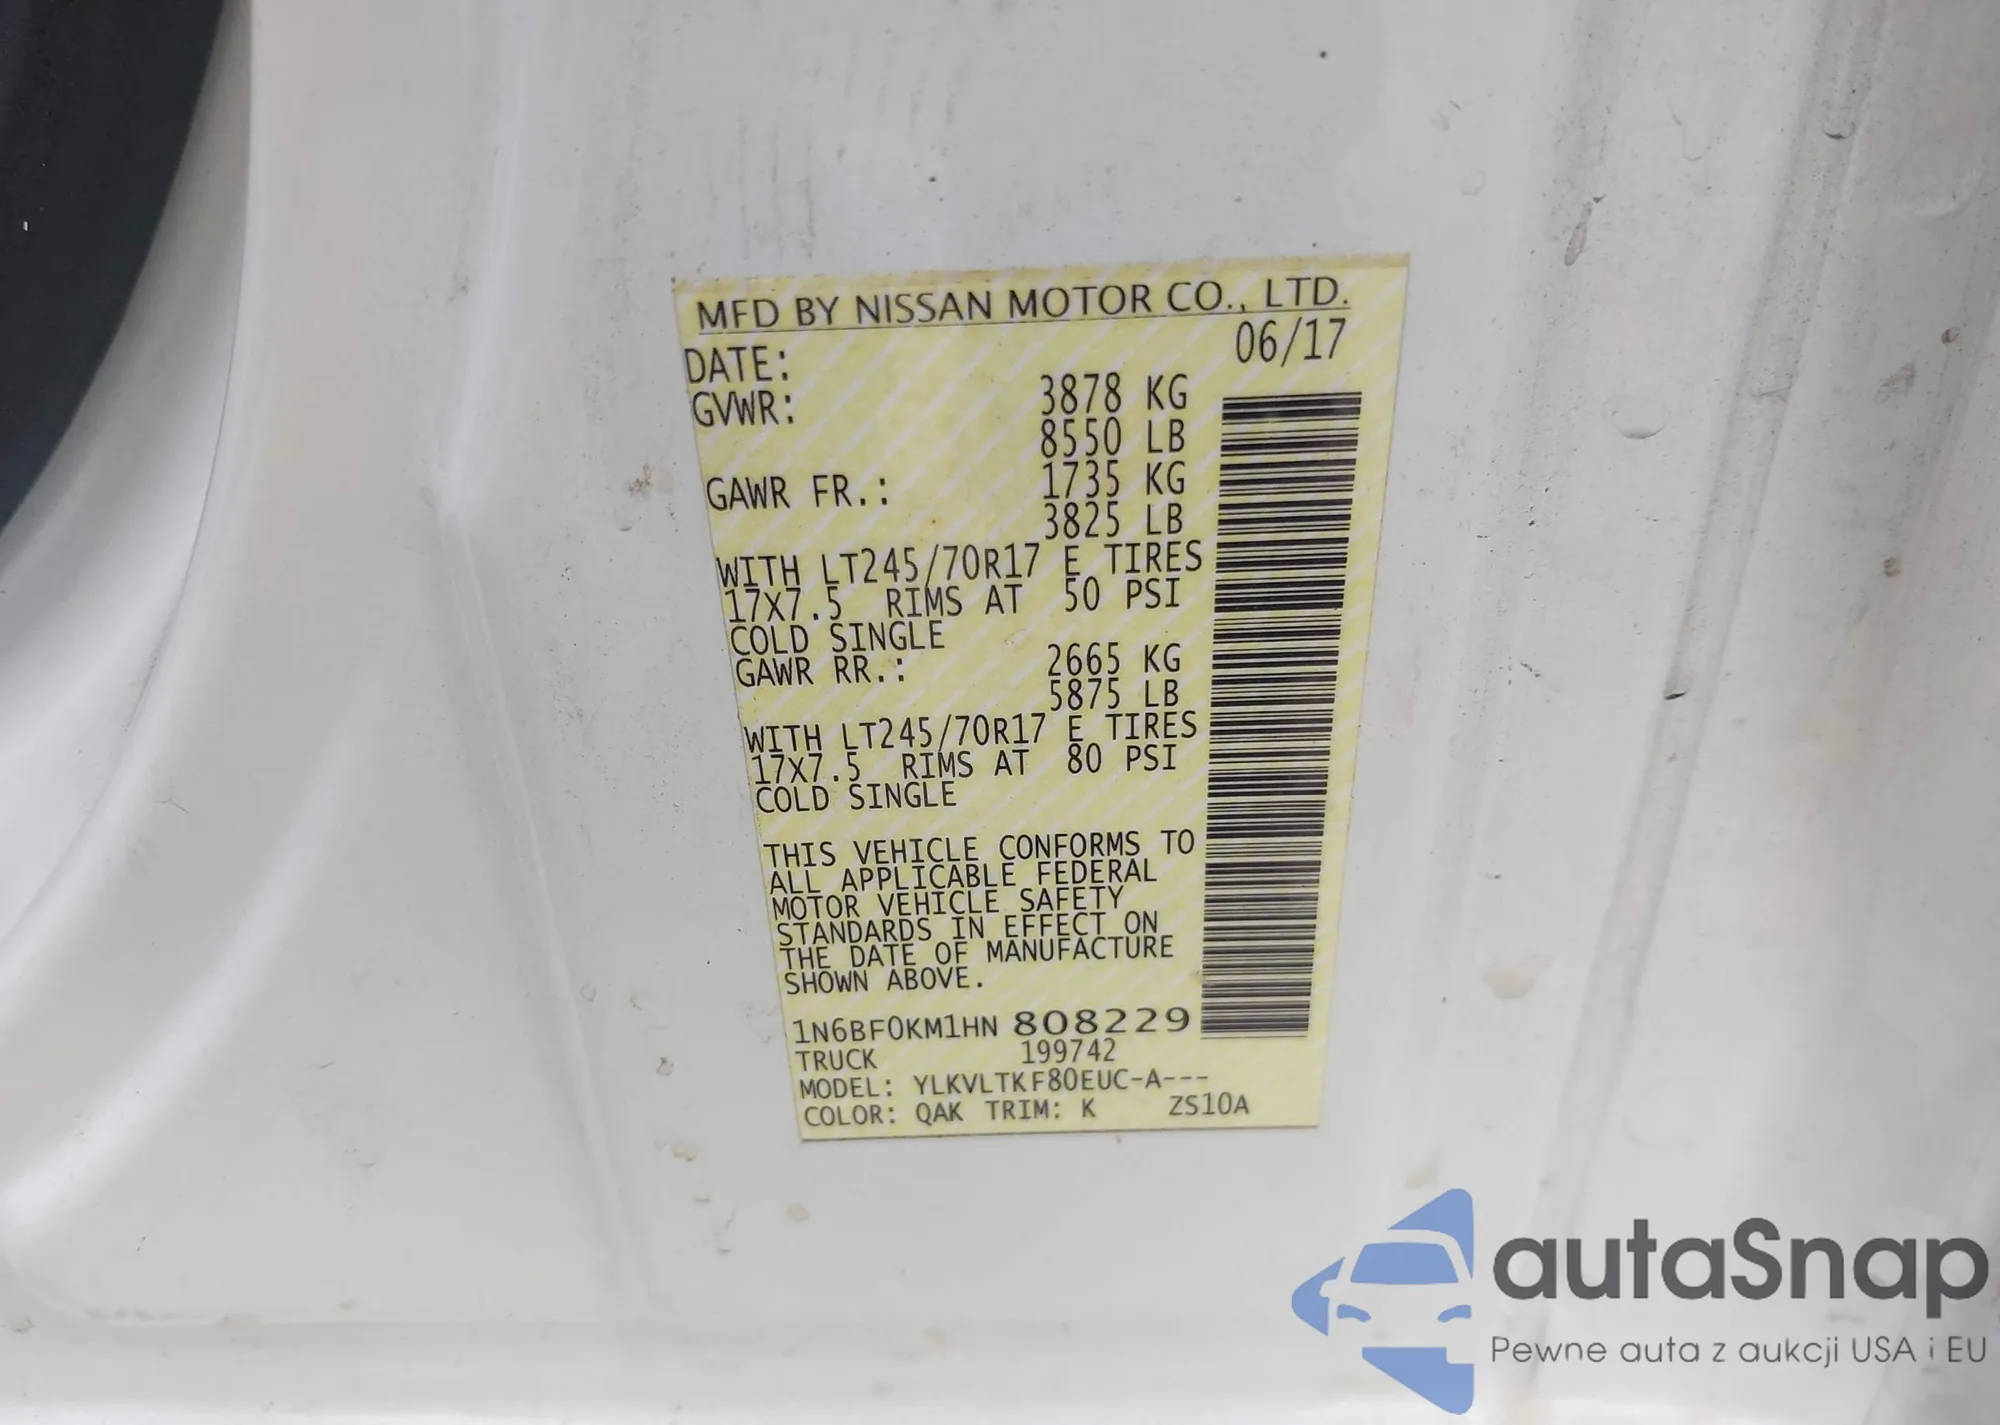 MFD BY NISSAN MOTOR CO., LTD.
DATE: 06/17
GVWR: 3878 KG
8550 LB
GAWR FR.: 1735 KG
3825 LB
WITH LT245/70R17 E TIRES
17X7.5 RIMS AT 50 PSI
COLD SINGLE
GAWR RR.: 2665 KG
5875 LB
WITH LT245/70R17 E TIRES
17X7.5 RIMS AT 80 PSI
COLD SINGLE
THIS VEHICLE CONFORMS TO
ALL APPLICABLE FEDERAL
MOTOR VEHICLE SAFETY
STANDARDS IN EFFECT ON
THE DATE OF MANUFACTURE
SHOWN ABOVE.
1N6BF0KM1HN 808229
TRUCK 199742
MODEL: YLKVLTKF80EUC-A---
COLOR: QAK TRIM: K ZS10A
autaSnap
Pewne auta z aukcji USA i EU